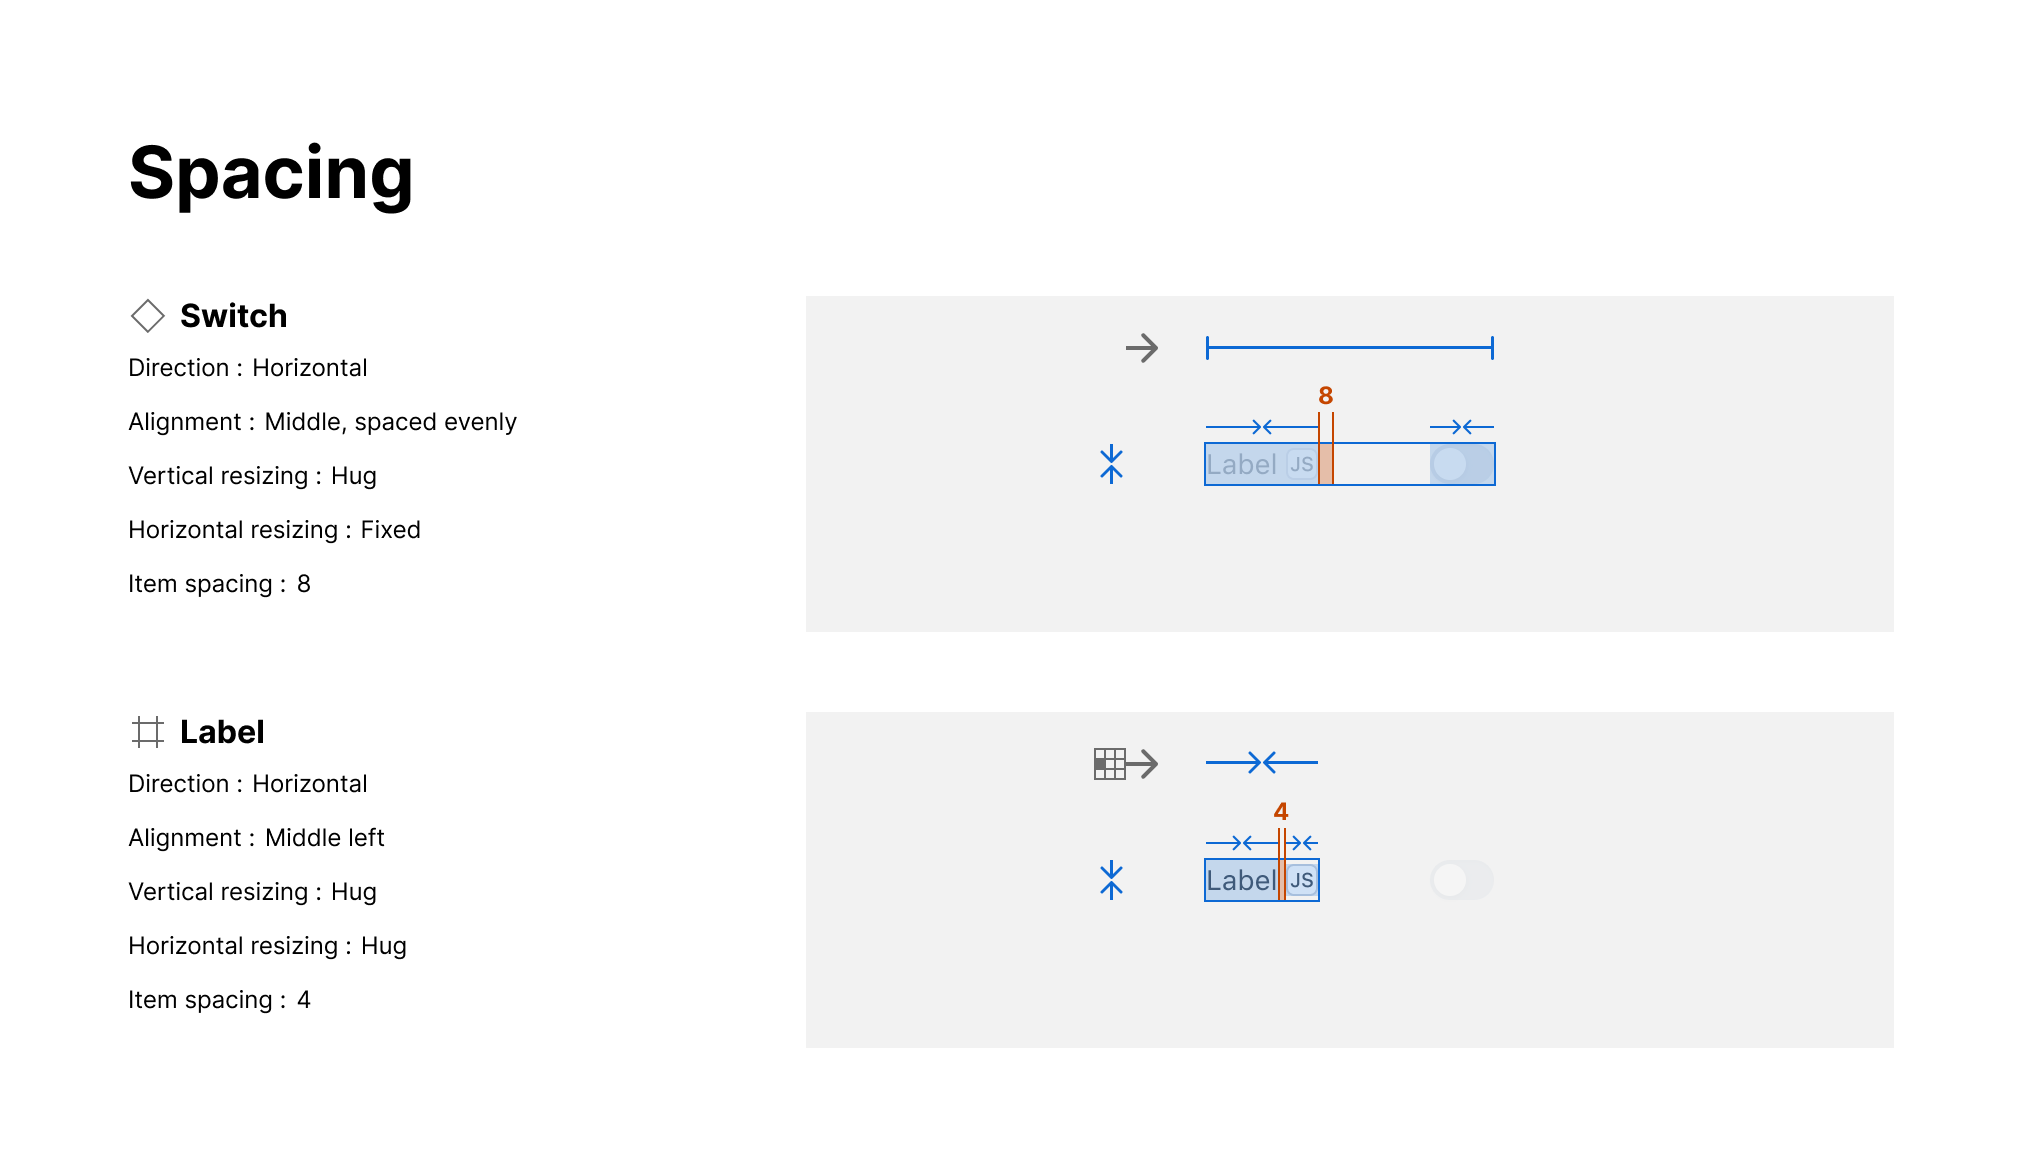 Spacing
Switch
Direction : Horizontal
Alignment : Middle, spaced evenly
Vertical resizing : Hug
Horizontal resizing : Fixed
Item spacing : 8
8
Label JS
Label
Direction : Horizontal
Alignment : Middle left
Vertical resizing : Hug
Horizontal resizing : Hug
Item spacing : 4
4
Label JS